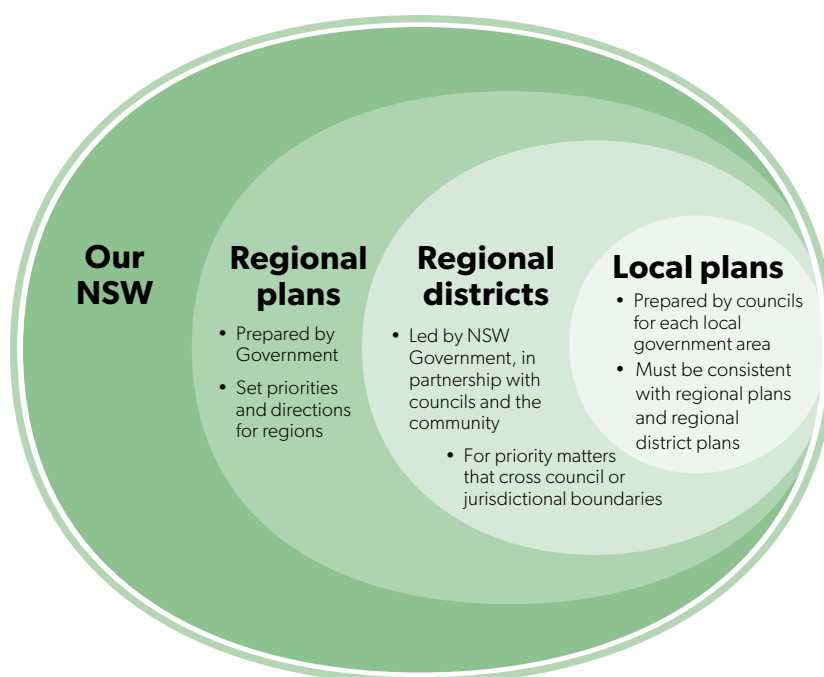 Our
NSW
Regional
plans
• Prepared by
Government
• Set priorities
and directions
for regions
Regional
districts
• Led by NSW
Government, in
partnership with
councils and the
community
• For priority matters
that cross council or
jurisdictional boundaries
Local plans
• Prepared by councils
for each local
government area
• Must be consistent
with regional plans
and regional
district plans